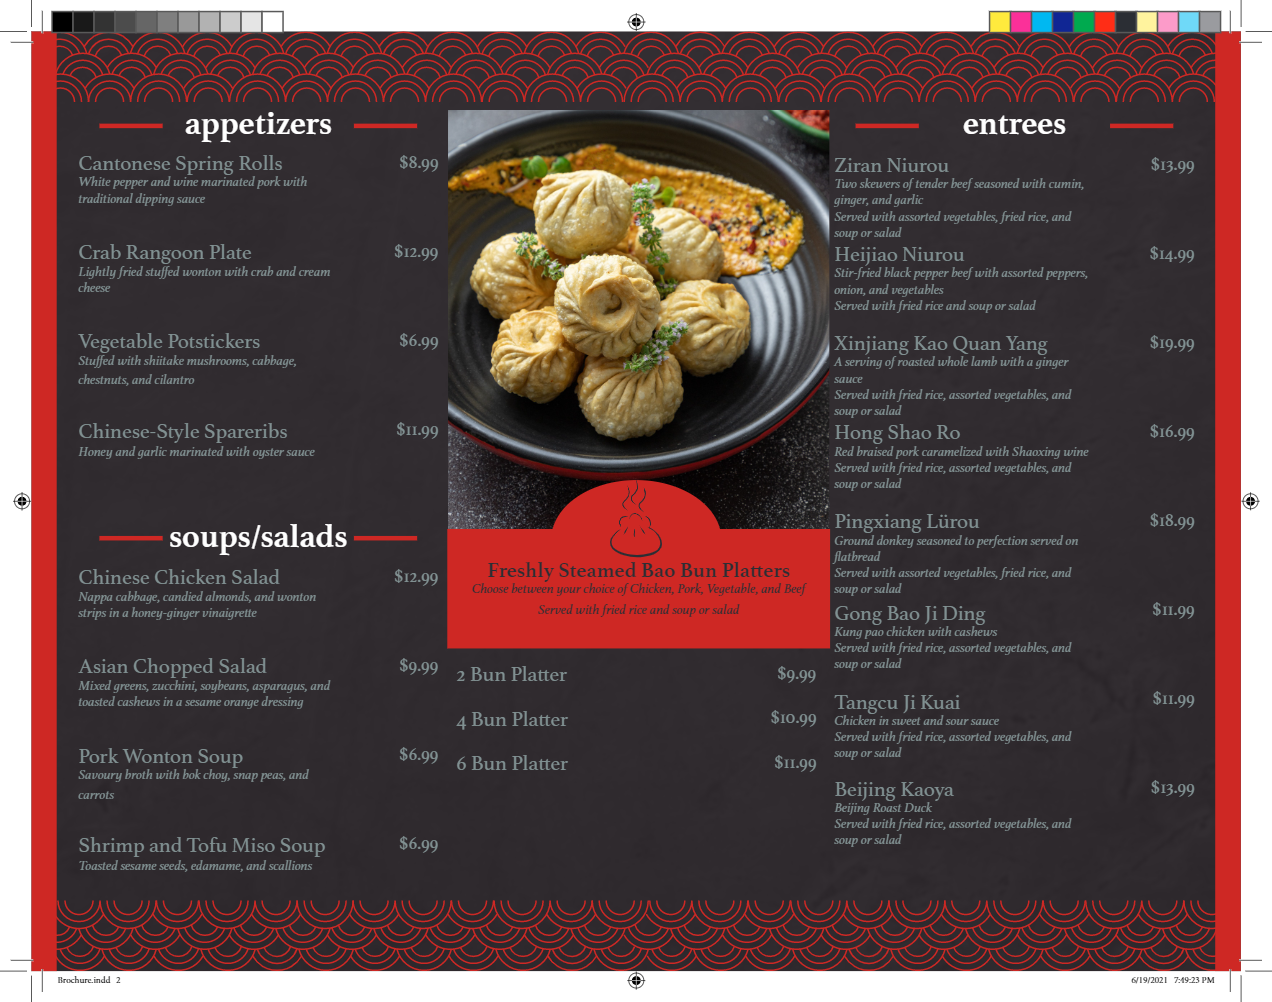 appetizers
Cantonese Spring Rolls $8.99
White pepper and wine marinated pork with
traditional dipping sauce
Crab Rangoon Plate $12.99
Lightly fried stuffed wonton with crab and cream
cheese
Vegetable Potstickers $6.99
Stuffed with shiitake mushrooms, cabbage,
chestnuts, and cilantro
Chinese-Style Spareribs $11.99
Honey and garlic marinated with oyster sauce
soups/salads
Chinese Chicken Salad $12.99
Nappa cabbage, candied almonds, and wonton
strips in a honey-ginger vinaigrette
Asian Chopped Salad $9.99
Mixed greens, zucchini, soybeans, asparagus, and
toasted cashews in a sesame orange dressing
Pork Wonton Soup $6.99
Savoury broth with bok choy, snap peas, and
carrots
Shrimp and Tofu Miso Soup $6.99
Toasted sesame seeds, edamame, and scallions
Freshly Steamed Bao Bun Platters
Choose between your choice of Chicken, Pork, Vegetable, and Beef
Served with fried rice and soup or salad
2 Bun Platter $9.99
4 Bun Platter $10.99
6 Bun Platter $11.99
entrees
Ziran Niurou $13.99
Two skewers of tender beef seasoned with cumin,
ginger, and garlic
Served with assorted vegetables, fried rice, and
soup or salad
Heijiao Niurou $14.99
Stir-fried black pepper beef with assorted peppers,
onion, and vegetables
Served with fried rice and soup or salad
Xinjiang Kao Quan Yang $19.99
A serving of roasted whole lamb with a ginger
sauce
Served with fried rice, assorted vegetables, and
soup or salad
Hong Shao Ro $16.99
Red braised pork caramelized with Shaoxing wine
Served with fried rice, assorted vegetables, and
soup or salad
Pingxiang Lürou $18.99
Ground donkey seasoned to perfection served on
flatbread
Served with assorted vegetables, fried rice, and
soup or salad
Gong Bao Ji Ding $11.99
Kung pao chicken with cashews
Served with fried rice, assorted vegetables, and
soup or salad
Tangcu Ji Kuai $11.99
Chicken in sweet and sour sauce
Served with fried rice, assorted vegetables, and
soup or salad
Beijing Kaoya $13.99
Beijing Roast Duck
Served with fried rice, assorted vegetables, and
soup or salad
Brochure.indd 2 6/19/2021 7:49:23 PM